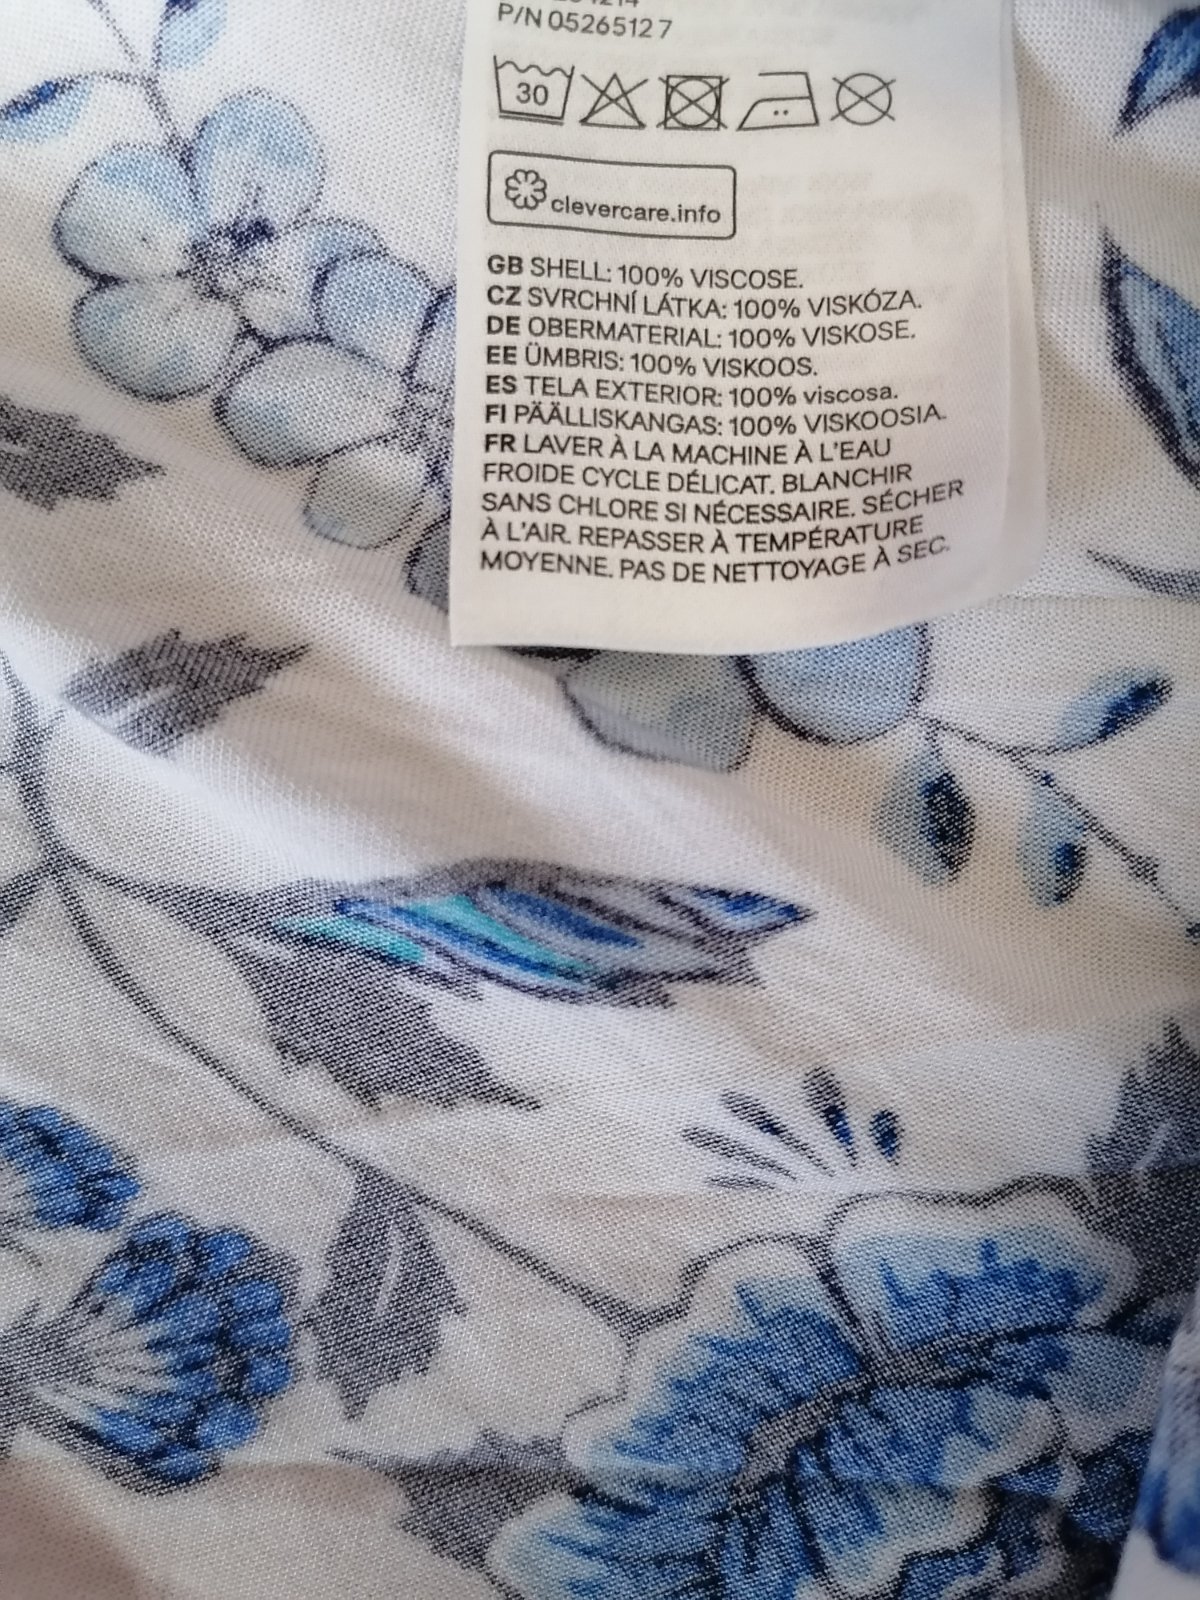 P/N 0526512 7
30
clevercare.info
GB SHELL: 100% VISCOSE.
CZ SVRCHNÍ LÁTKA: 100% VISKÓZA.
DE OBERMATERIAL: 100% VISKOSE.
EE ÜMBRIS: 100% VISKOOS.
ES TELA EXTERIOR: 100% viscosa.
FI PÄÄLLISKANGAS: 100% VISKOOSIA.
FR LAVER À LA MACHINE À L'EAU
FROIDE CYCLE DÉLICAT. BLANCHIR
SANS CHLORE SI NÉCESSAIRE. SÉCHER
À L'AIR. REPASSER À TEMPÉRATURE
MOYENNE. PAS DE NETTOYAGE À SEC.